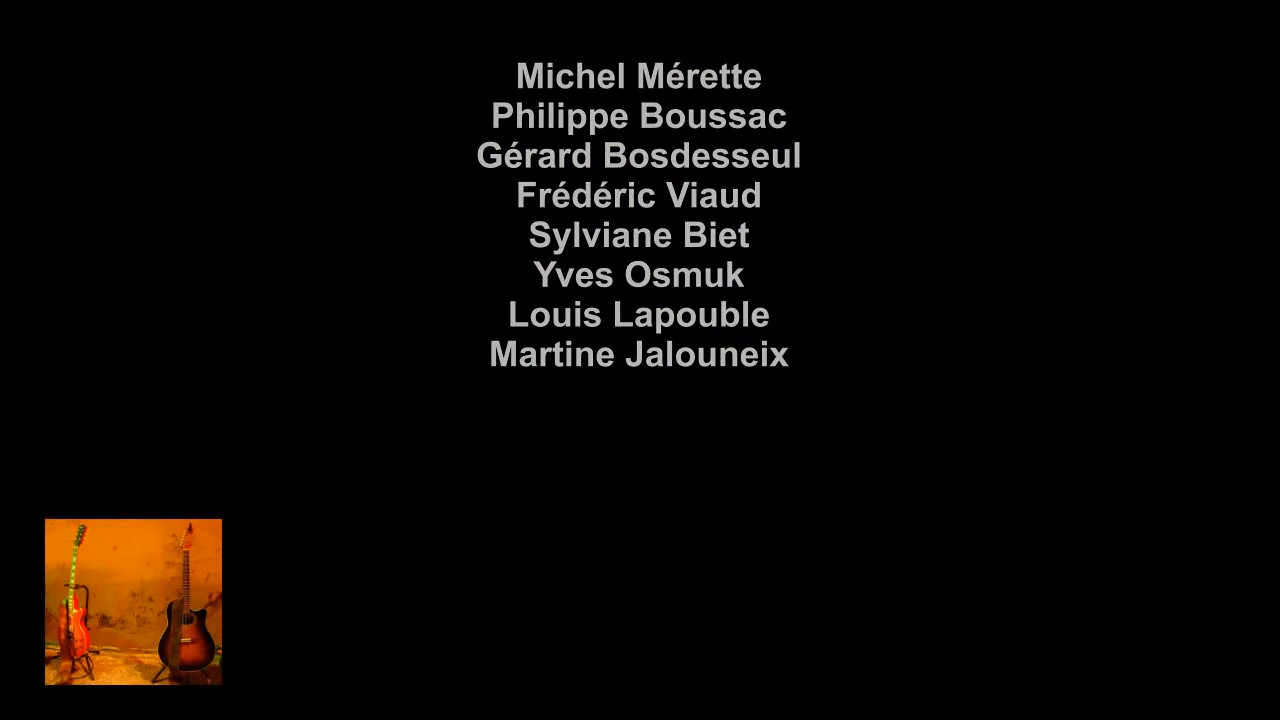 Michel Mérette
Philippe Boussac
Gérard Bosdesseul
Frédéric Viaud
Sylviane Biet
Yves Osmuk
Louis Lapouble
Martine Jalouneix